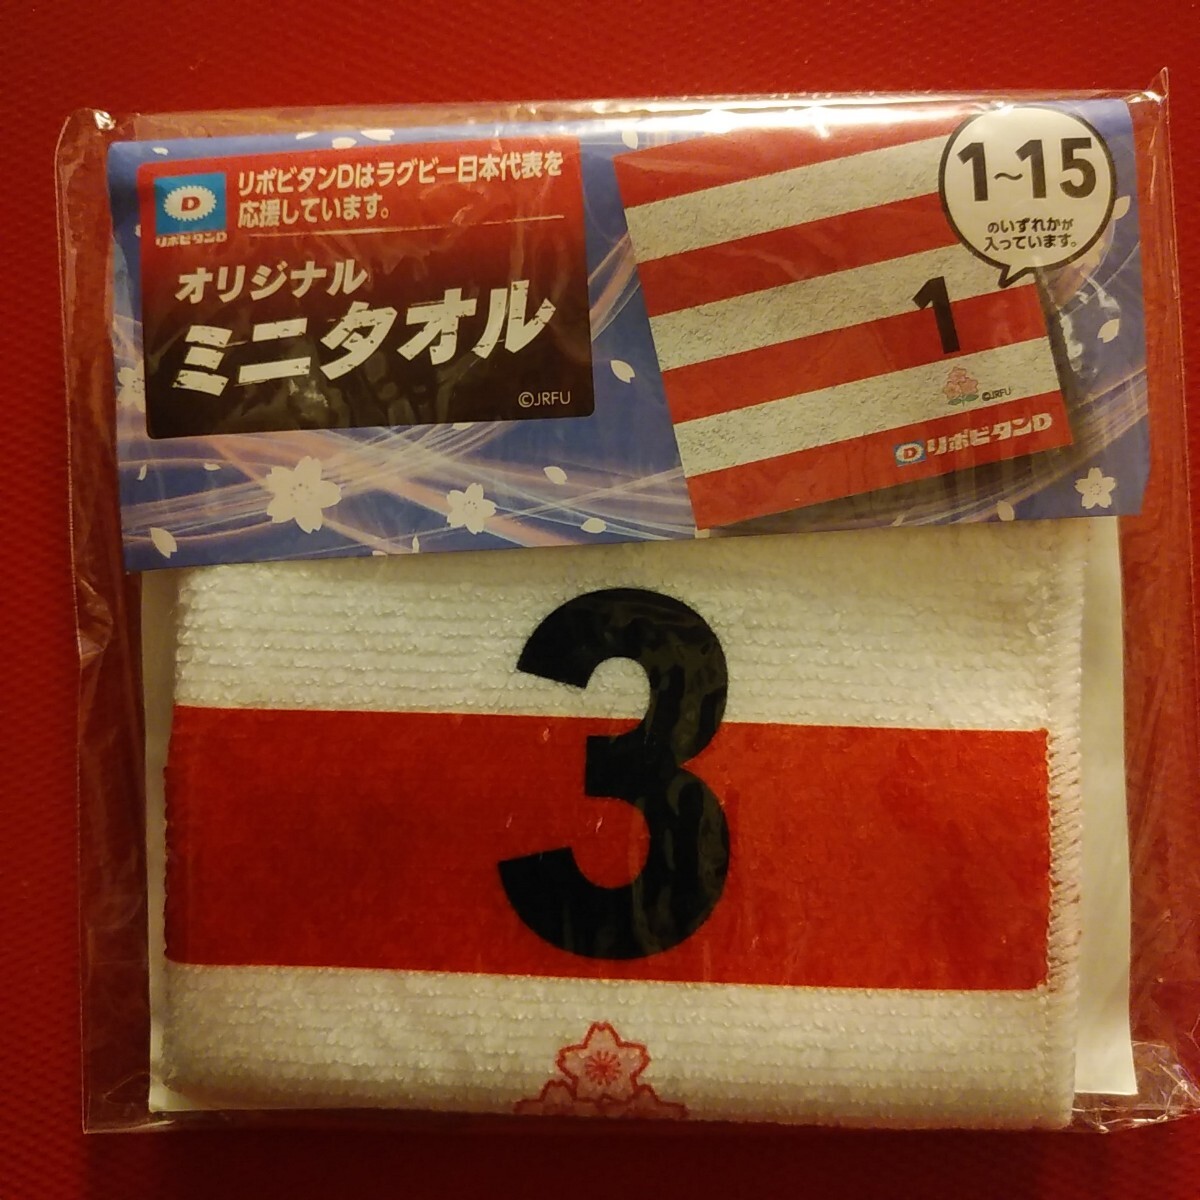 D
リポビタンD
リポビタンDはラグビー日本代表を
応援しています。
オリジナル
ミニタオル
©JRFU
1~15
のいずれかが
入っています。
1
©JRFU
D リポビタンD
3